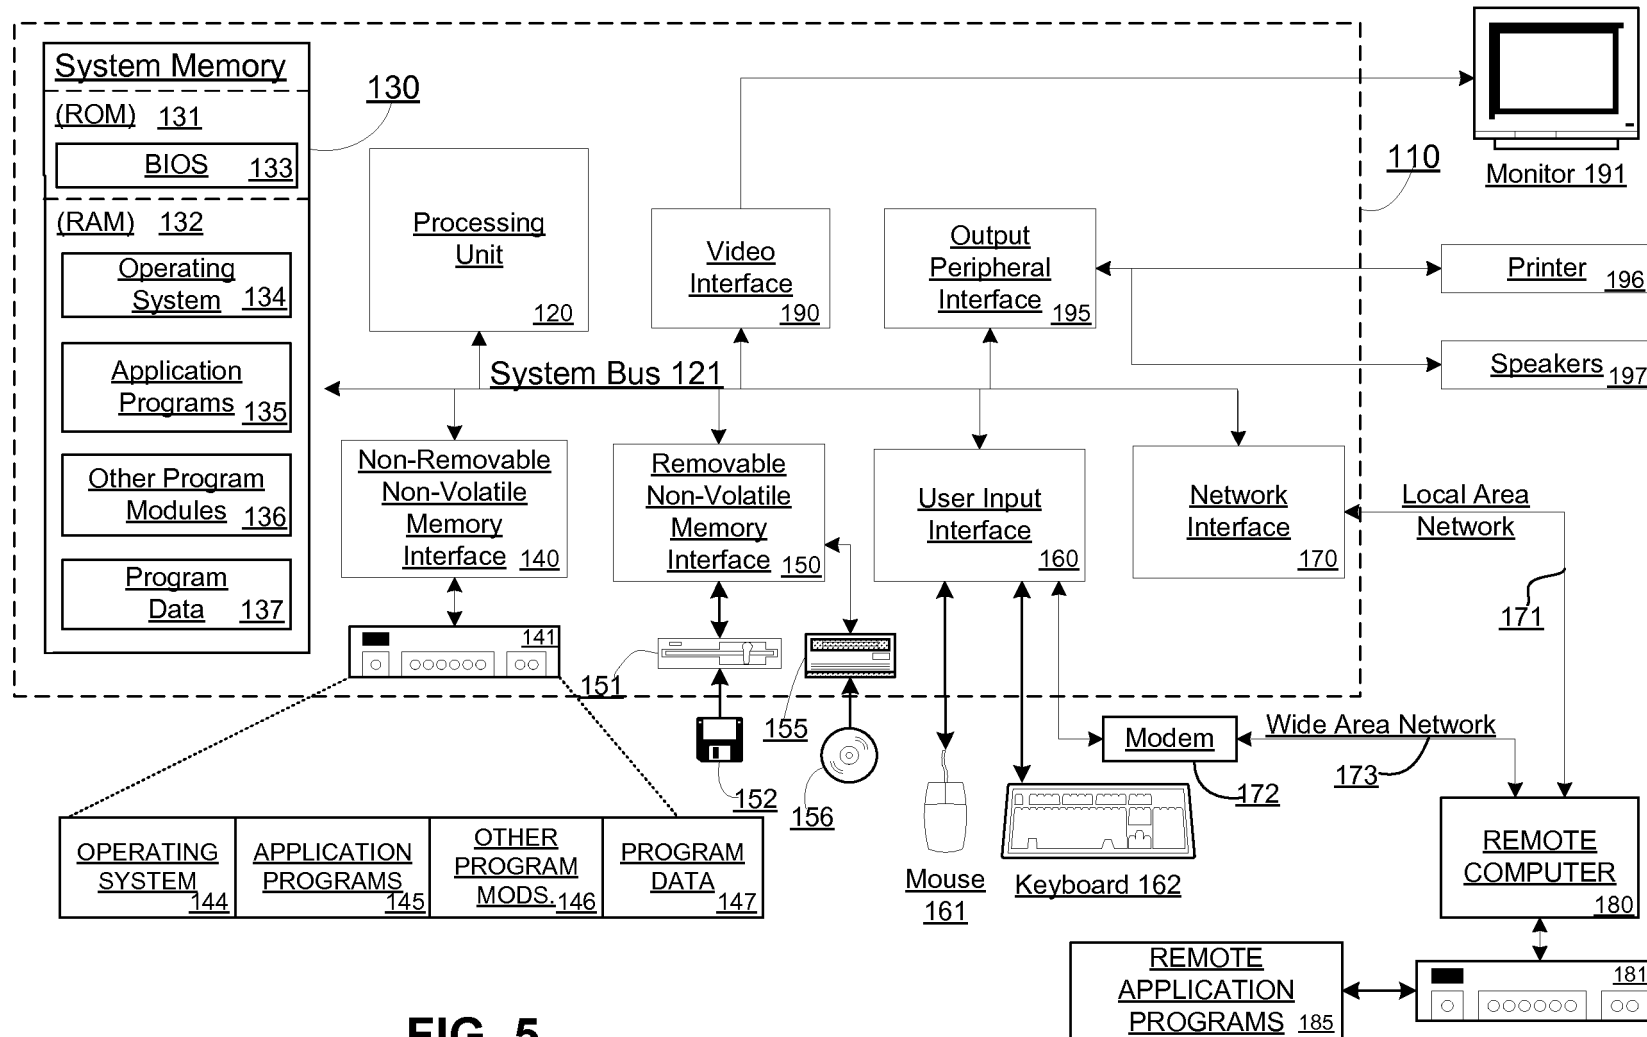 System Memory
(ROM) 131
BIOS 133
(RAM) 132
Operating
System 134
Application
Programs 135
Other Program
Modules 136
Program
Data 137
130
Processing
Unit
120
Video
Interface
190
Output
Peripheral
Interface
195
110
Monitor 191
Printer
196
Speakers
197
System Bus 121
Non-Removable
Non-Volatile
Memory
Interface 140
Removable
Non-Volatile
Memory
Interface 150
User Input
Interface
160
Network
Interface
170
Local Area
Network
171
141
151
152
155
156
Modem
172
Wide Area Network
173
Mouse
161
Keyboard 162
OPERATING
SYSTEM
144
APPLICATION
PROGRAMS
145
OTHER
PROGRAM
MODS. 146
PROGRAM
DATA
147
REMOTE
COMPUTER
180
181
REMOTE
APPLICATION
PROGRAMS 185
FIG. 5